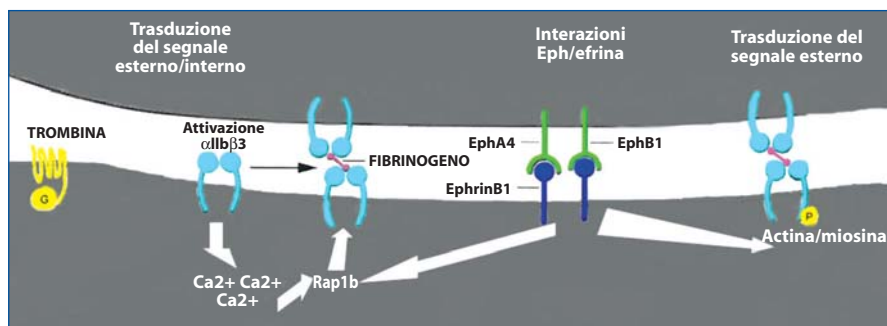 Trasduzione
del segnale
esterno/interno
Interazioni
Eph/efrina
Trasduzione del
segnale esterno
TROMBINA
G
Attivazione
αIIbβ3
FIBRINOGENO
EphA4
EphB1
EphrinB1
P
Actina/miosina
Ca2+ Ca2+
Ca2+
Rap1b